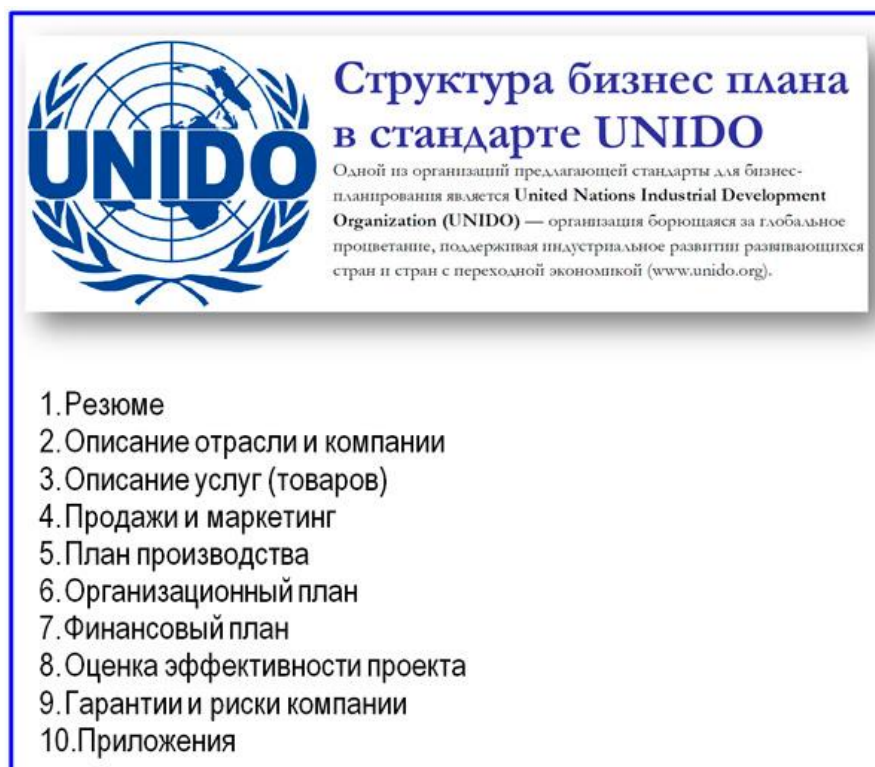 UNIDO
Структура бизнес плана
в стандарте UNIDO
Одной из организаций предлагающей стандарты для бизнес-
планирования является United Nations Industrial Development
Organization (UNIDO) — организация борющаяся за глобальное
процветание, поддерживая индустриальное развитии развивающихся
стран и стран с переходной экономикой (www.unido.org).
1.Резюме
2.Описание отрасли и компании
3.Описание услуг (товаров)
4.Продажи и маркетинг
5.План производства
6.Организационный план
7.Финансовый план
8.Оценка эффективности проекта
9.Гарантии и риски компании
10.Приложения